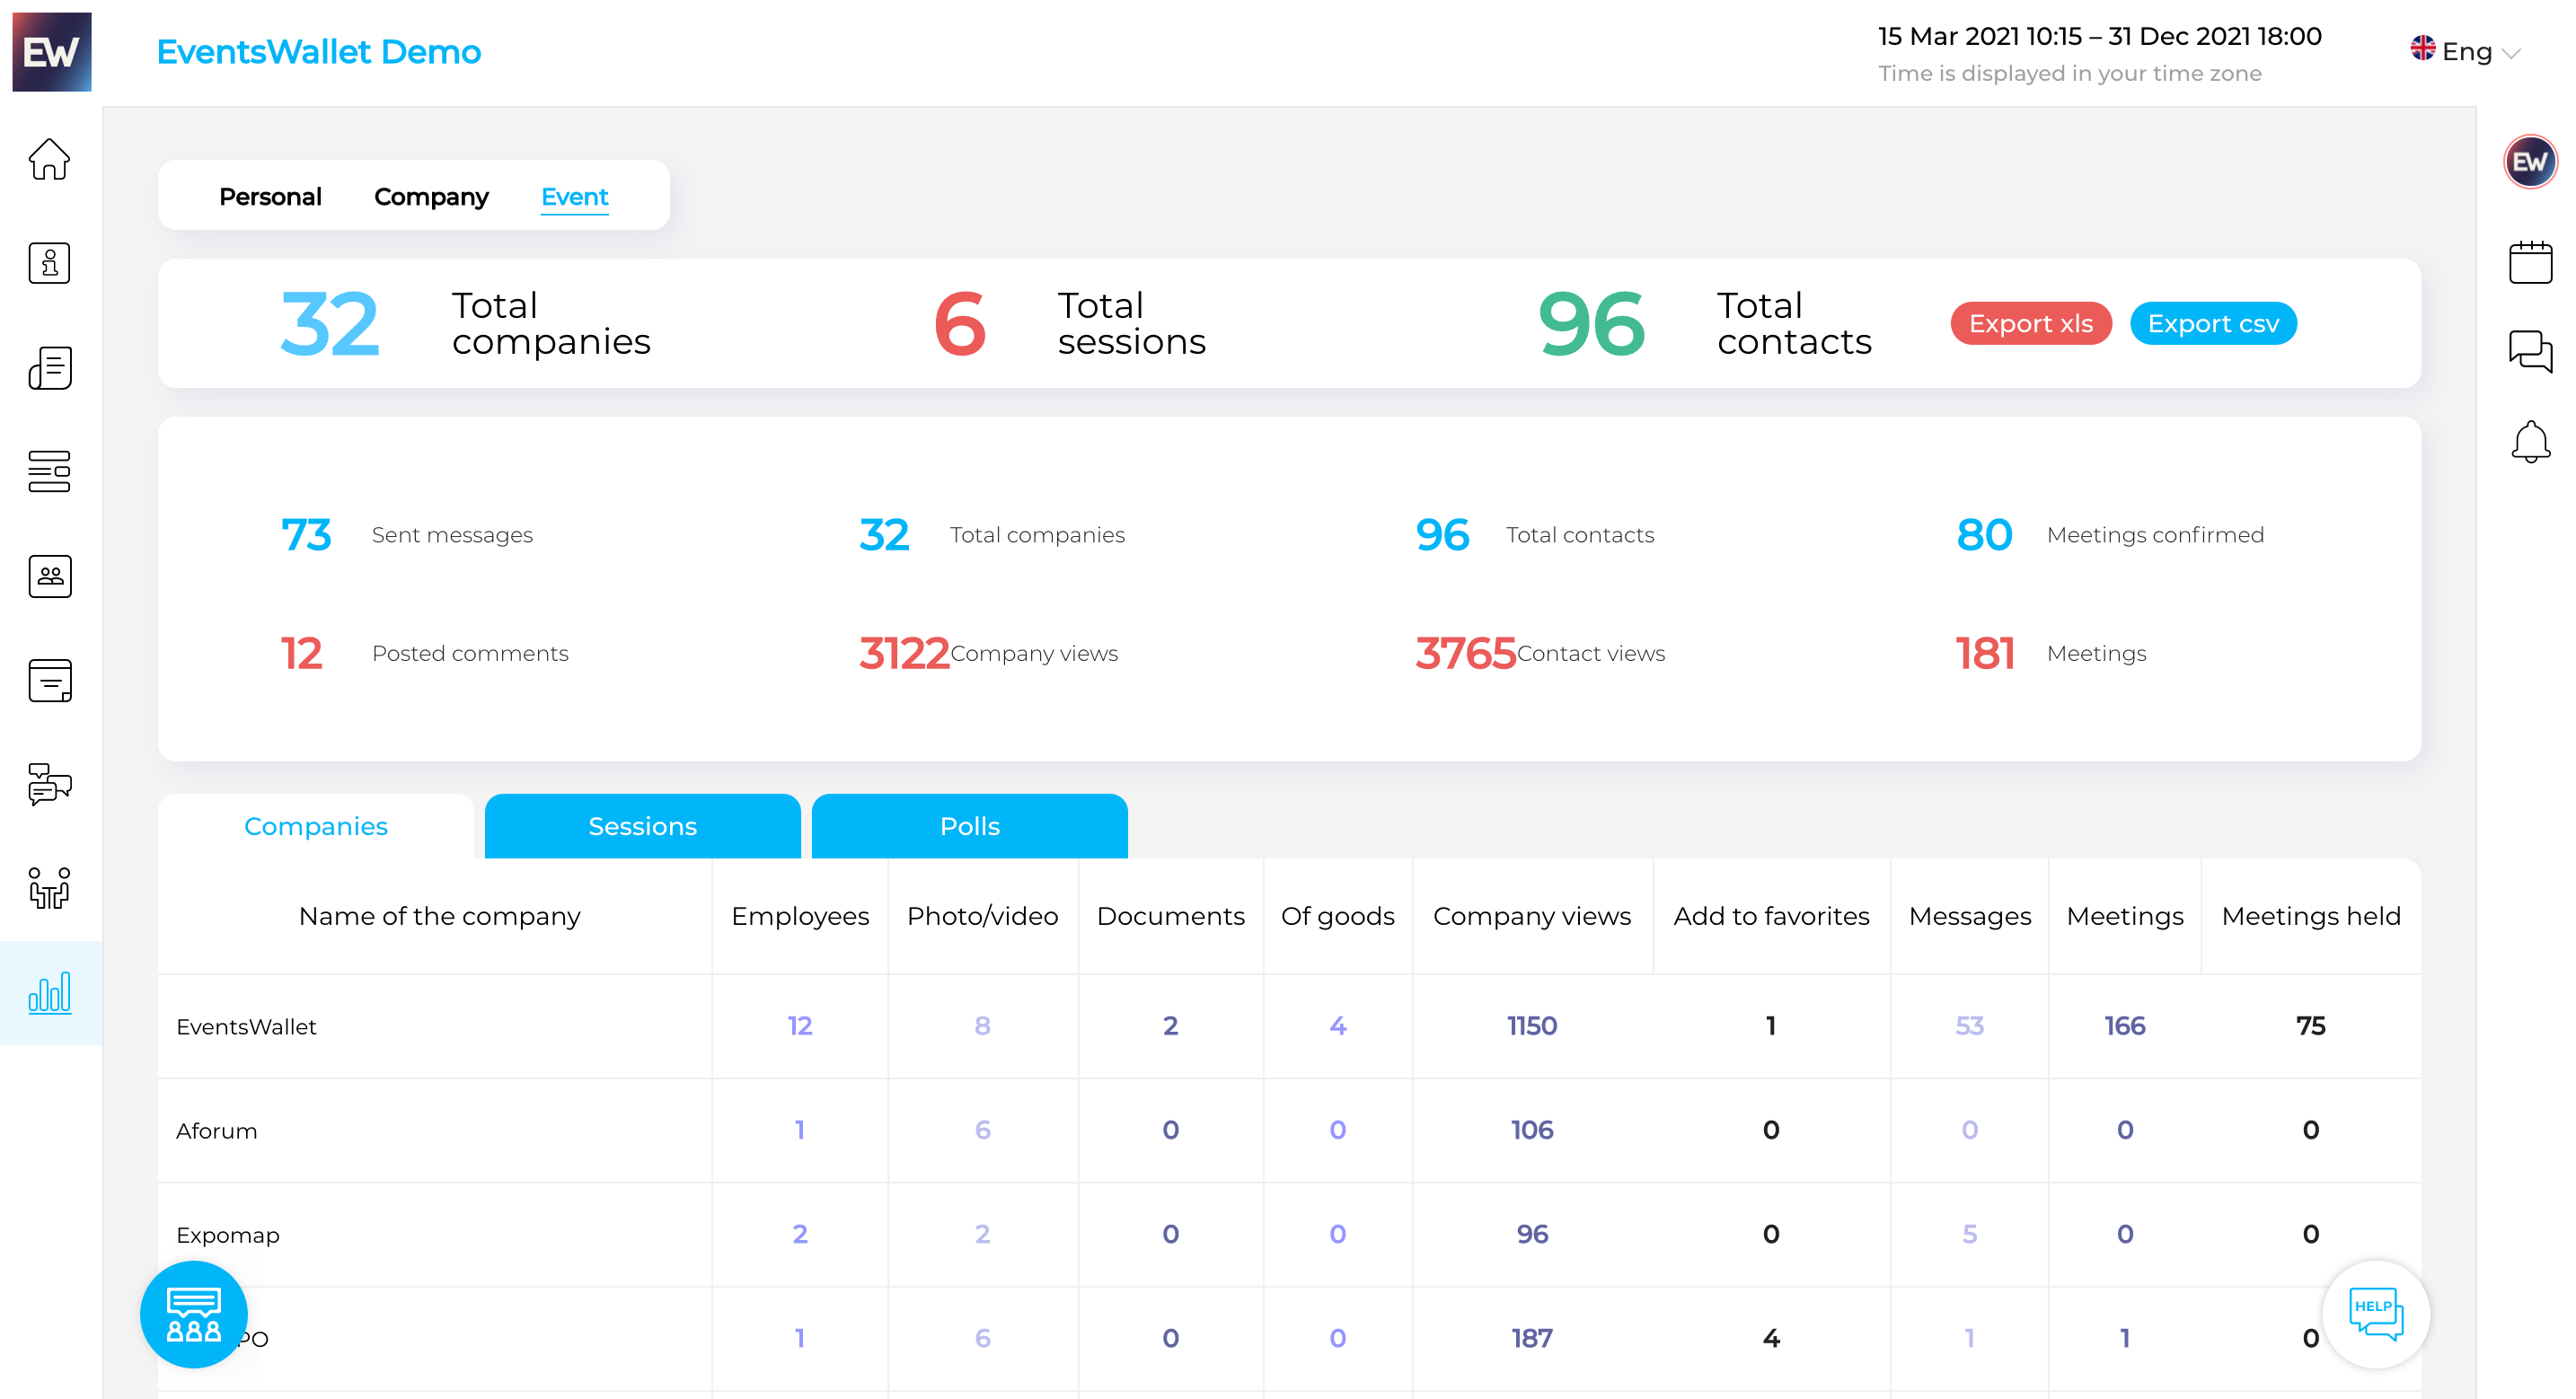 EW
EventsWallet Demo
15 Mar 2021 10:15 – 31 Dec 2021 18:00
Time is displayed in your time zone
Eng
EW
Personal Company Event
32 Total companies
6 Total sessions
96 Total contacts
Export xls Export csv
73 Sent messages 32 Total companies 96 Total contacts 80 Meetings confirmed
12 Posted comments 3122 Company views 3765 Contact views 181 Meetings
Companies Sessions Polls
Name of the company Employees Photo/video Documents Of goods Company views Add to favorites Messages Meetings Meetings held
EventsWallet 12 8 2 4 1150 1 53 166 75
Aforum 1 6 0 0 106 0 0 0 0
Expomap 2 2 0 0 96 0 5 0 0
PO 1 6 0 0 187 4 1 1 0
HELP